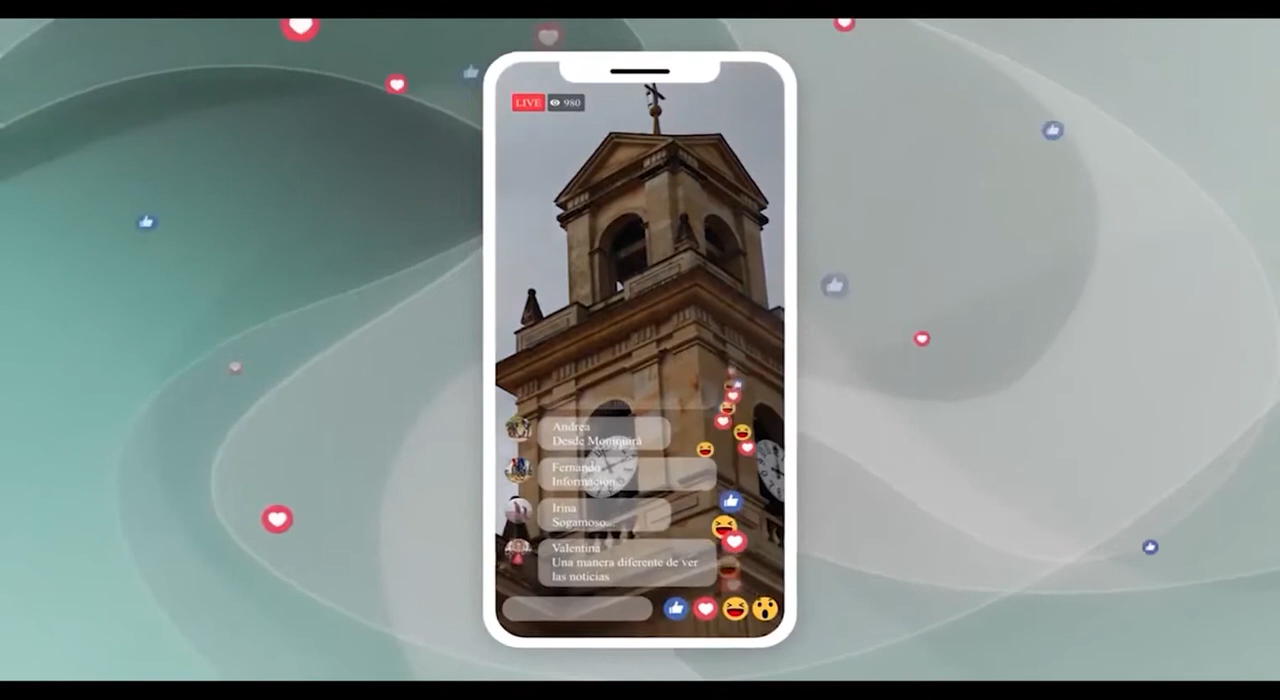 LIVE 980
Andrea
Desde Moniquirá
Fernando
Información...
Irina
Sogamoso...
Valentina
Una manera diferente de ver
las noticias